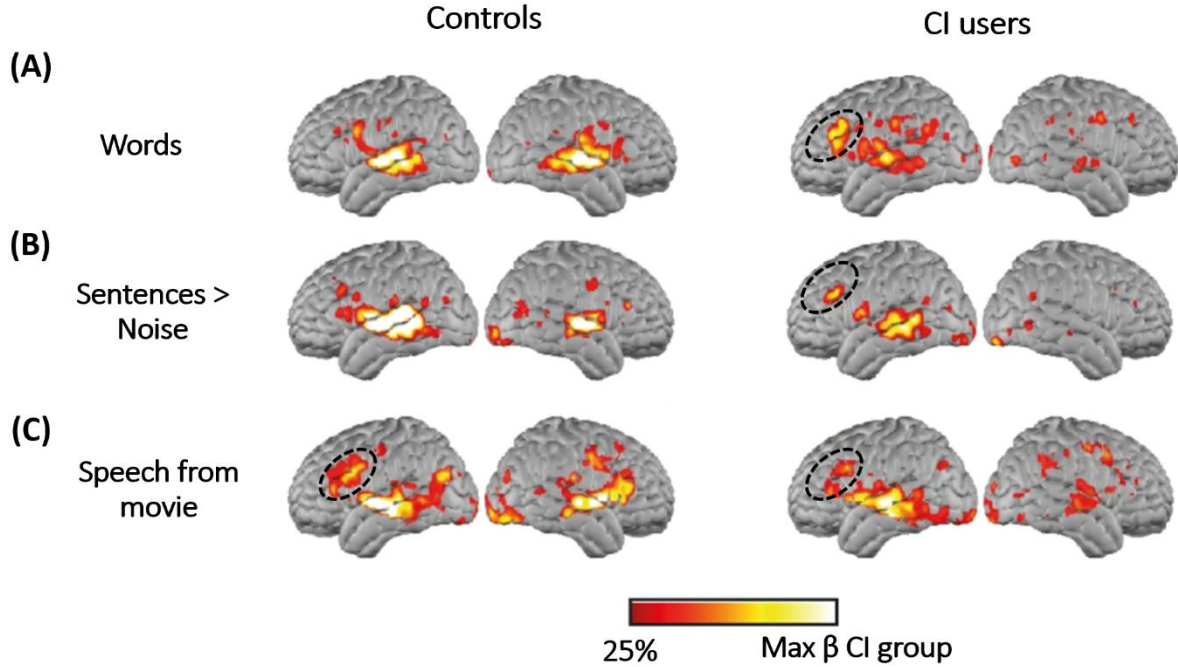 Controls
CI users
(A)
Words
(B)
Sentences >
Noise
(C)
Speech from
movie
25%
Max β CI group